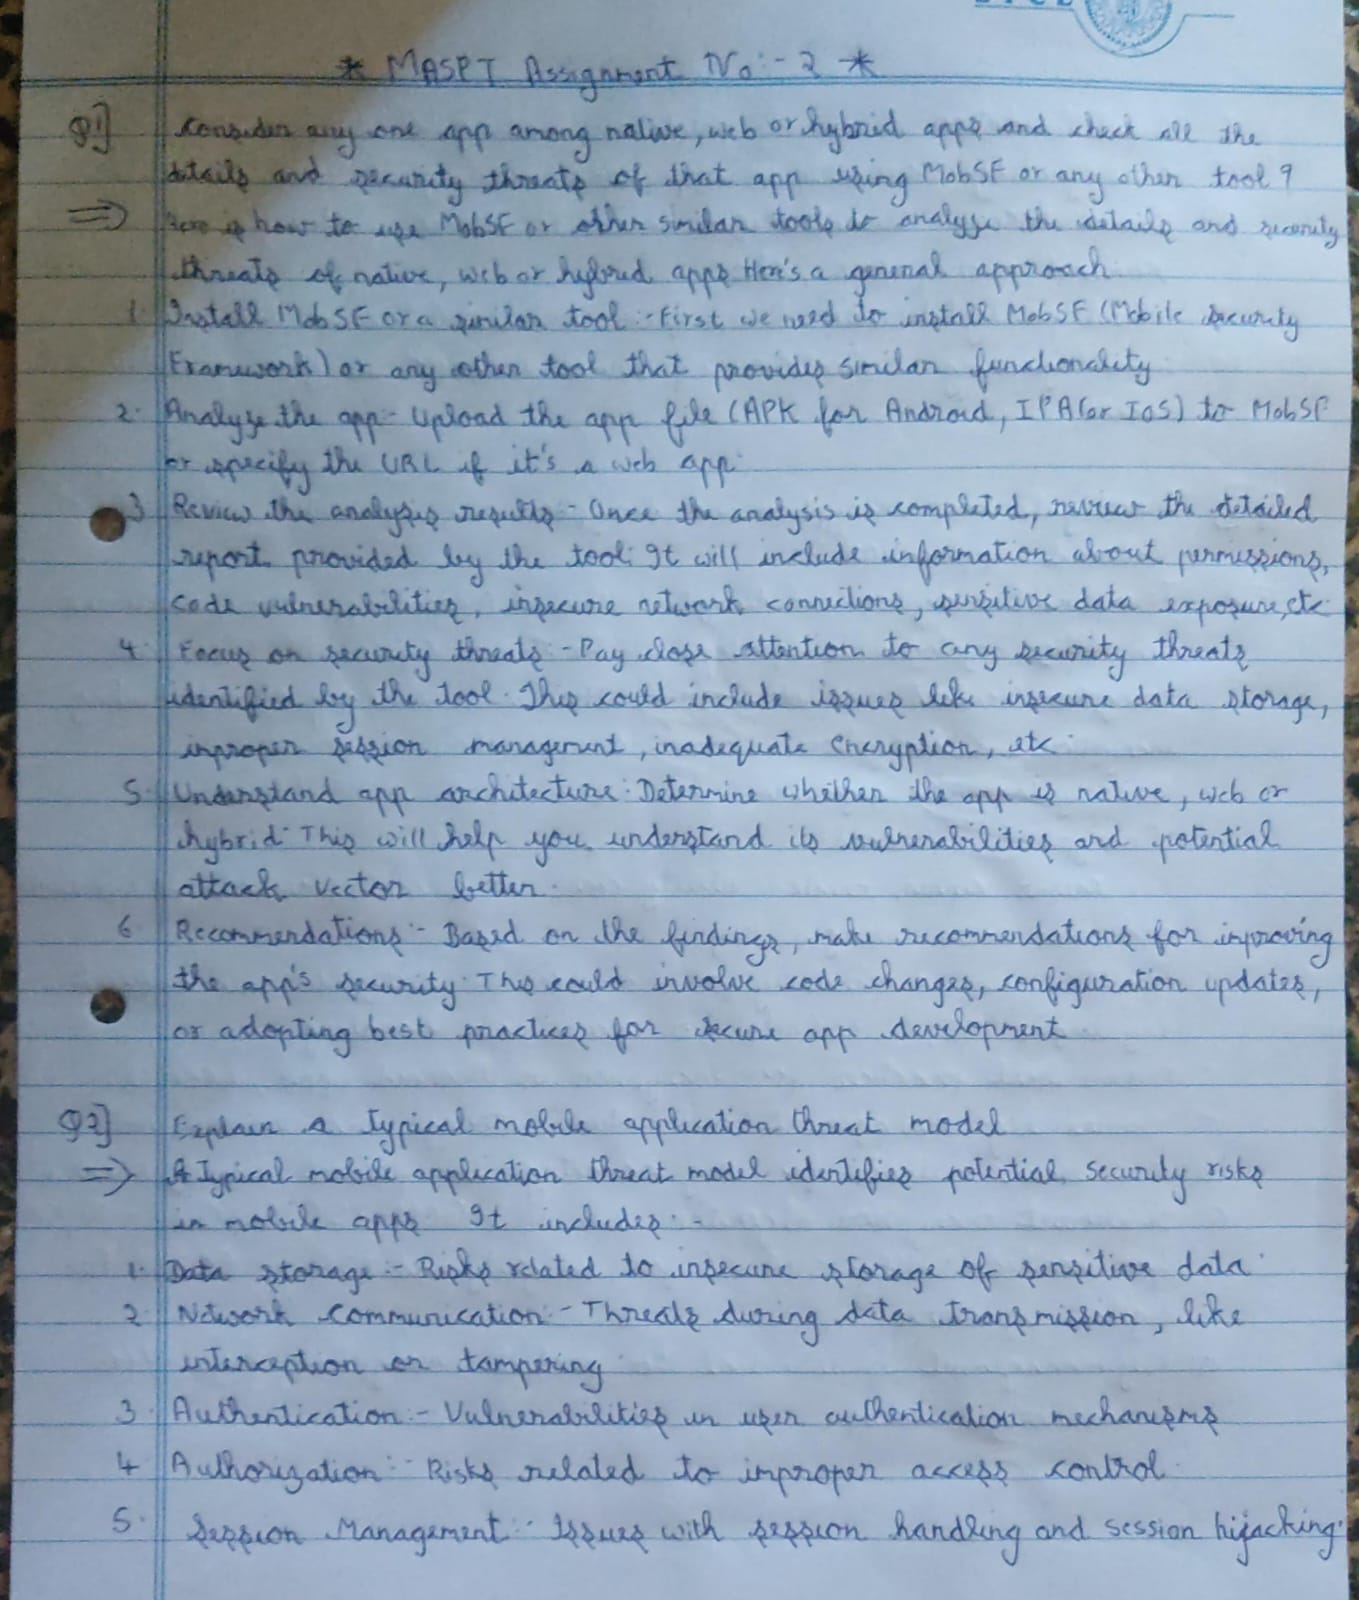 * MASPT Assignment No:- 2 *
Q1] Consider any one app among native, web or hybrid apps and check all the
details and security threats of that app using MobSF or any other tool ?
=> Here is how to use MobSF or other similar tools to analyze the details and security
threats of native, web or hybrid apps Here's a general approach
1. Install MobSF or a similar tool :- First we need to install MobSF (Mobile Security
Framework) or any other tool that provides similar functionality
2. Analyze the app - Upload the app file (APK for Android, IPA for IOS) to MobSF
or specify the URL if it's a web app.
3 Review the analysis results - Once the analysis is completed, review the detailed
report provided by the tool. It will include information about permissions,
code vulnerabilities, insecure network connections, sensitive data exposure, etc
4. Focus on security threats :- Pay close attention to any security threats
identified by the tool. This could include issues like insecure data storage,
improper session management, inadequate encryption, etc.
5. Understand app architecture : Determine whether the app is native, web or
hybrid. This will help you understand its vulnerabilities and potential
attack vector better.
6 Recommendations :- Based on the findings, make recommendations for improving
the app's security. This could involve code changes, configuration updates,
or adopting best practices for secure app development
Q2] Explain a typical mobile application threat model
=> A Typical mobile application threat model identifies potential security risks
in mobile apps It includes :-
1. Data storage :- Risks related to insecure storage of sensitive data.
2 Network Communication :- Threats during data transmission, like
interception or tampering
3. Authentication :- Vulnerabilities in user authentication mechanisms
4 Authorization :- Risks related to improper access control.
5. Session Management :- Issues with session handling and session hijacking.